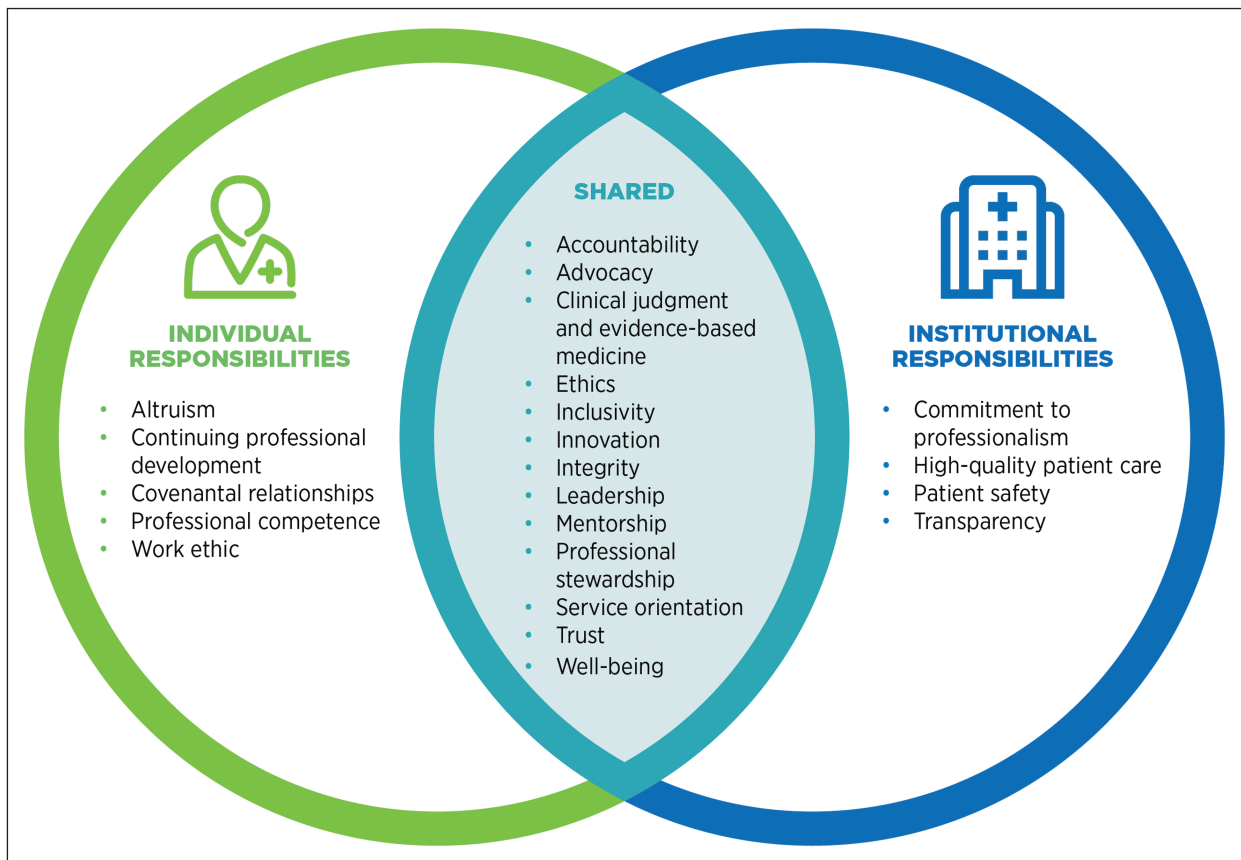 INDIVIDUAL
RESPONSIBILITIES
• Altruism
• Continuing professional
development
• Covenantal relationships
• Professional competence
• Work ethic
SHARED
• Accountability
• Advocacy
• Clinical judgment
and evidence-based
medicine
• Ethics
• Inclusivity
• Innovation
• Integrity
• Leadership
• Mentorship
• Professional
stewardship
• Service orientation
• Trust
• Well-being
INSTITUTIONAL
RESPONSIBILITIES
• Commitment to
professionalism
• High-quality patient care
• Patient safety
• Transparency